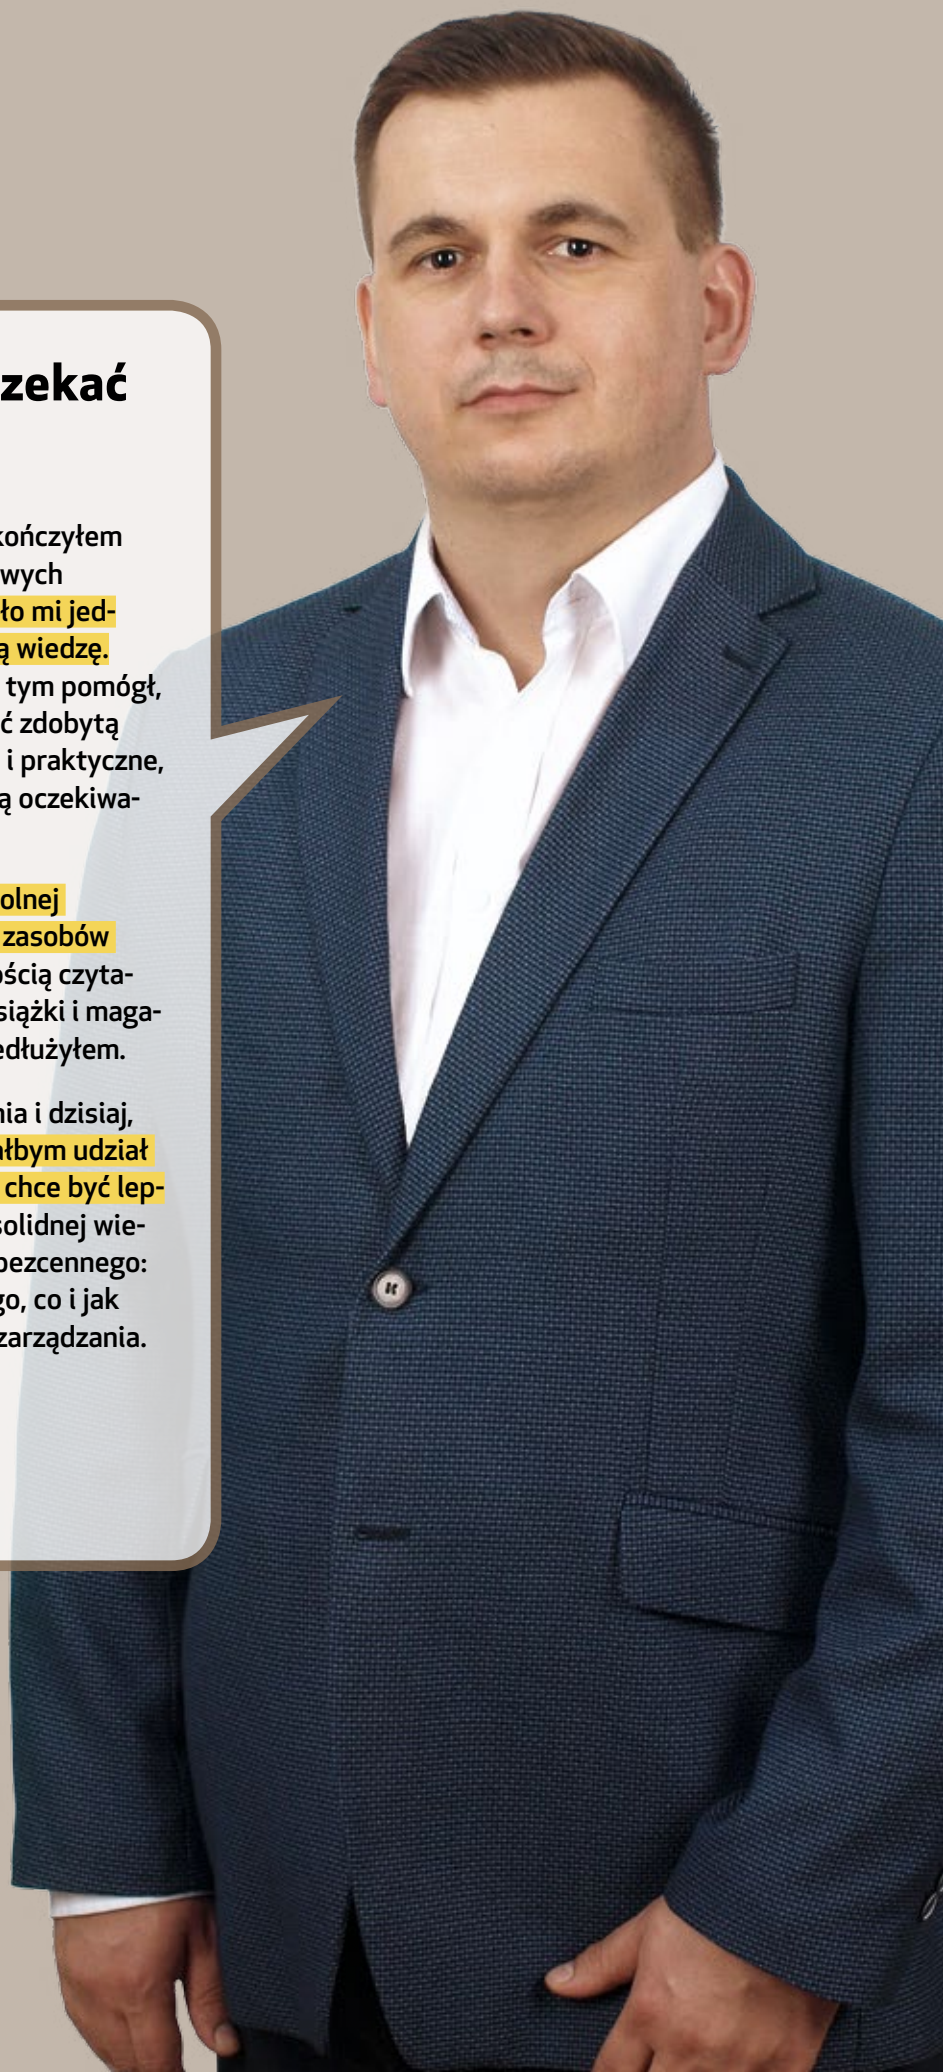 zekać
kończyłem
wych
ło mi jed-
ą wiedzę.
tym pomógł,
ć zdobytą
i praktyczne,
ą oczekiwa-
olnej
zasobów
ością czyta-
siążki i maga-
edłużyłem.
nia i dzisiaj,
ałbym udział
chce być lep-
solidnej wie-
bezcennego:
go, co i jak
zarządzania.